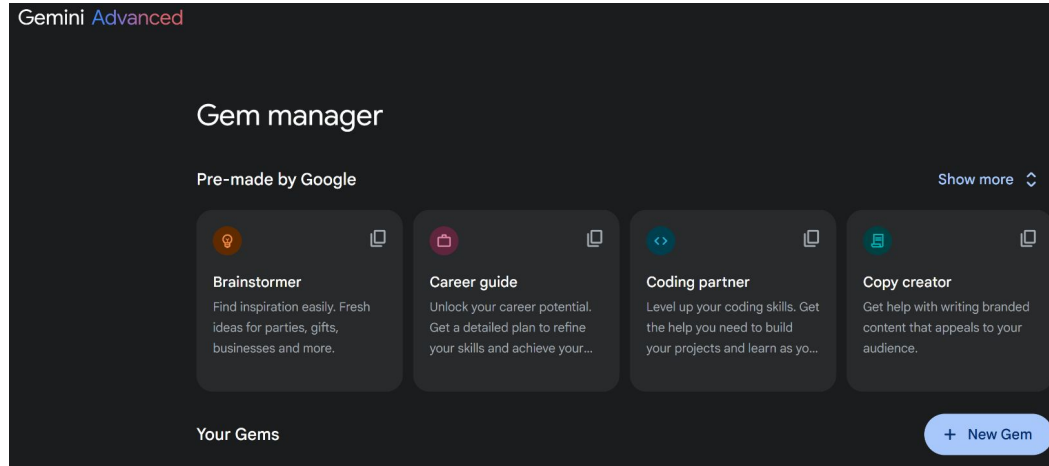 Gemini Advanced
Gem manager
Pre-made by Google
Show more
Brainstormer
Find inspiration easily. Fresh
ideas for parties, gifts,
businesses and more.
Career guide
Unlock your career potential.
Get a detailed plan to refine
your skills and achieve your...
Coding partner
Level up your coding skills. Get
the help you need to build
your projects and learn as yo...
Copy creator
Get help with writing branded
content that appeals to your
audience.
Your Gems
+ New Gem